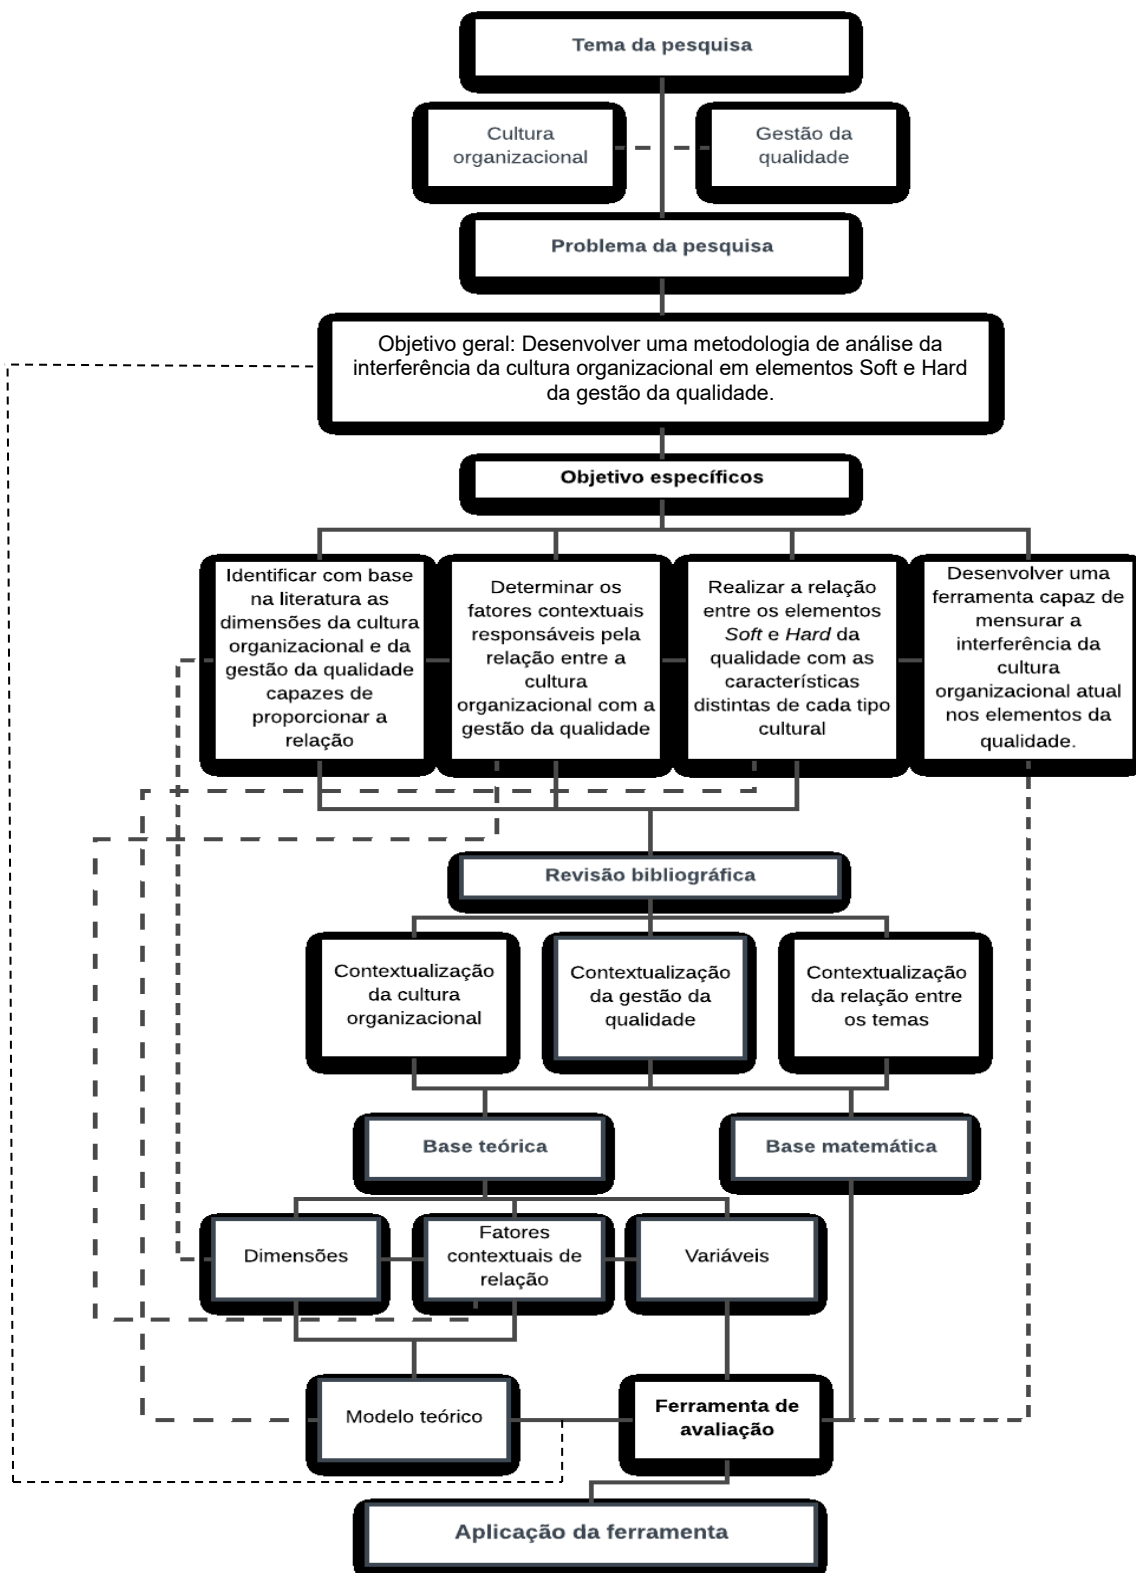 Tema da pesquisa
Cultura
organizacional
Gestão da
qualidade
Problema da pesquisa
Objetivo geral: Desenvolver uma metodologia de análise da
interferência da cultura organizacional em elementos Soft e Hard
da gestão da qualidade.
Objetivo específicos
Identificar com base
na literatura as
dimensões da cultura
organizacional e da
gestão da qualidade
capazes de
proporcionar a
relação
Determinar os
fatores contextuais
responsáveis pela
relação entre a
cultura
organizacional com a
gestão da qualidade
Realizar a relação
entre os elementos
Soft e Hard da
qualidade com as
características
distintas de cada tipo
cultural
Desenvolver uma
ferramenta capaz de
mensurar a
interferência da
cultura
organizacional atual
nos elementos da
qualidade.
Revisão bibliográfica
Contextualização
da cultura
organizacional
Contextualização
da gestão da
qualidade
Contextualização
da relação entre
os temas
Base teórica
Base matemática
Dimensões
Fatores
contextuais de
relação
Variáveis
Modelo teórico
Ferramenta de
avaliação
Aplicação da ferramenta